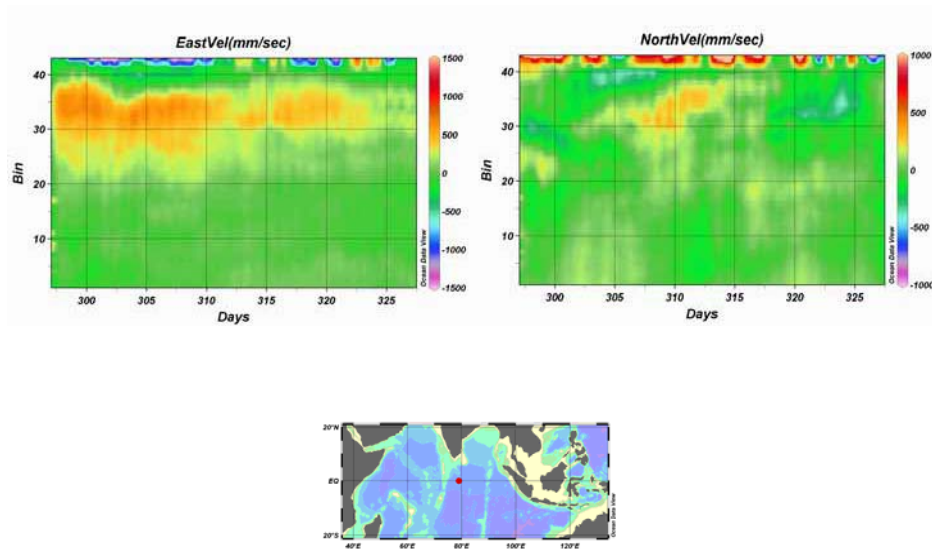 EastVel(mm/sec)
NorthVel(mm/sec)
40
30
20
10
Bin
1500
1000
500
0
-500
-1000
-1500
Ocean Data View
300
305
310
315
320
325
Days
40
30
20
10
Bin
1000
500
0
-500
-1000
Ocean Data View
300
305
310
315
320
325
Days
20°N
EQ
20°S
40°E
60°E
80°E
100°E
120°E
Ocean Data View